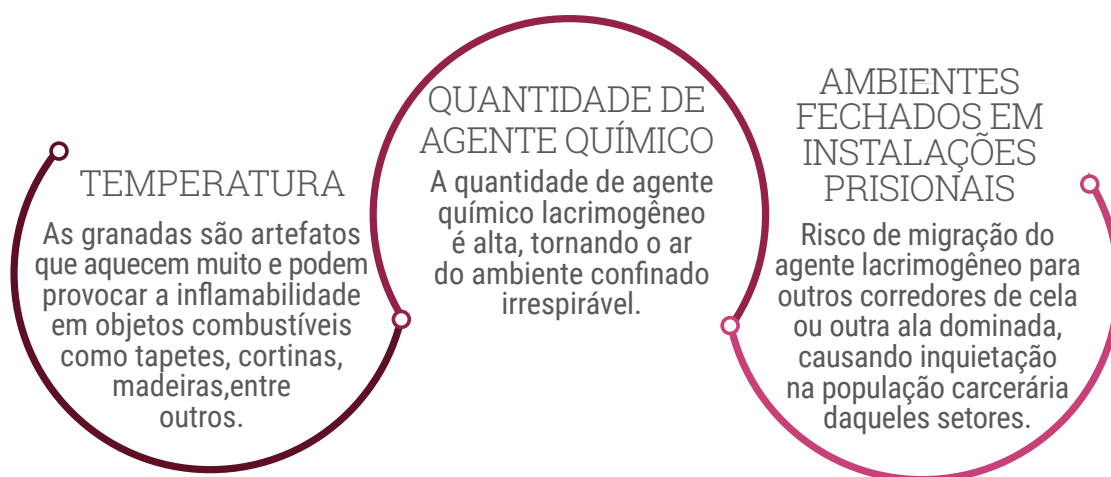 TEMPERATURA
As granadas são artefatos
que aquecem muito e podem
provocar a inflamabilidade
em objetos combustíveis
como tapetes, cortinas,
madeiras,entre
outros.
QUANTIDADE DE
AGENTE QUÍMICO
A quantidade de agente
químico lacrimogêneo
é alta, tornando o ar
do ambiente confinado
irrespirável.
AMBIENTES
FECHADOS EM
INSTALAÇÕES
PRISIONAIS
Risco de migração do
agente lacrimogêneo para
outros corredores de cela
ou outra ala dominada,
causando inquietação
na população carcerária
daqueles setores.